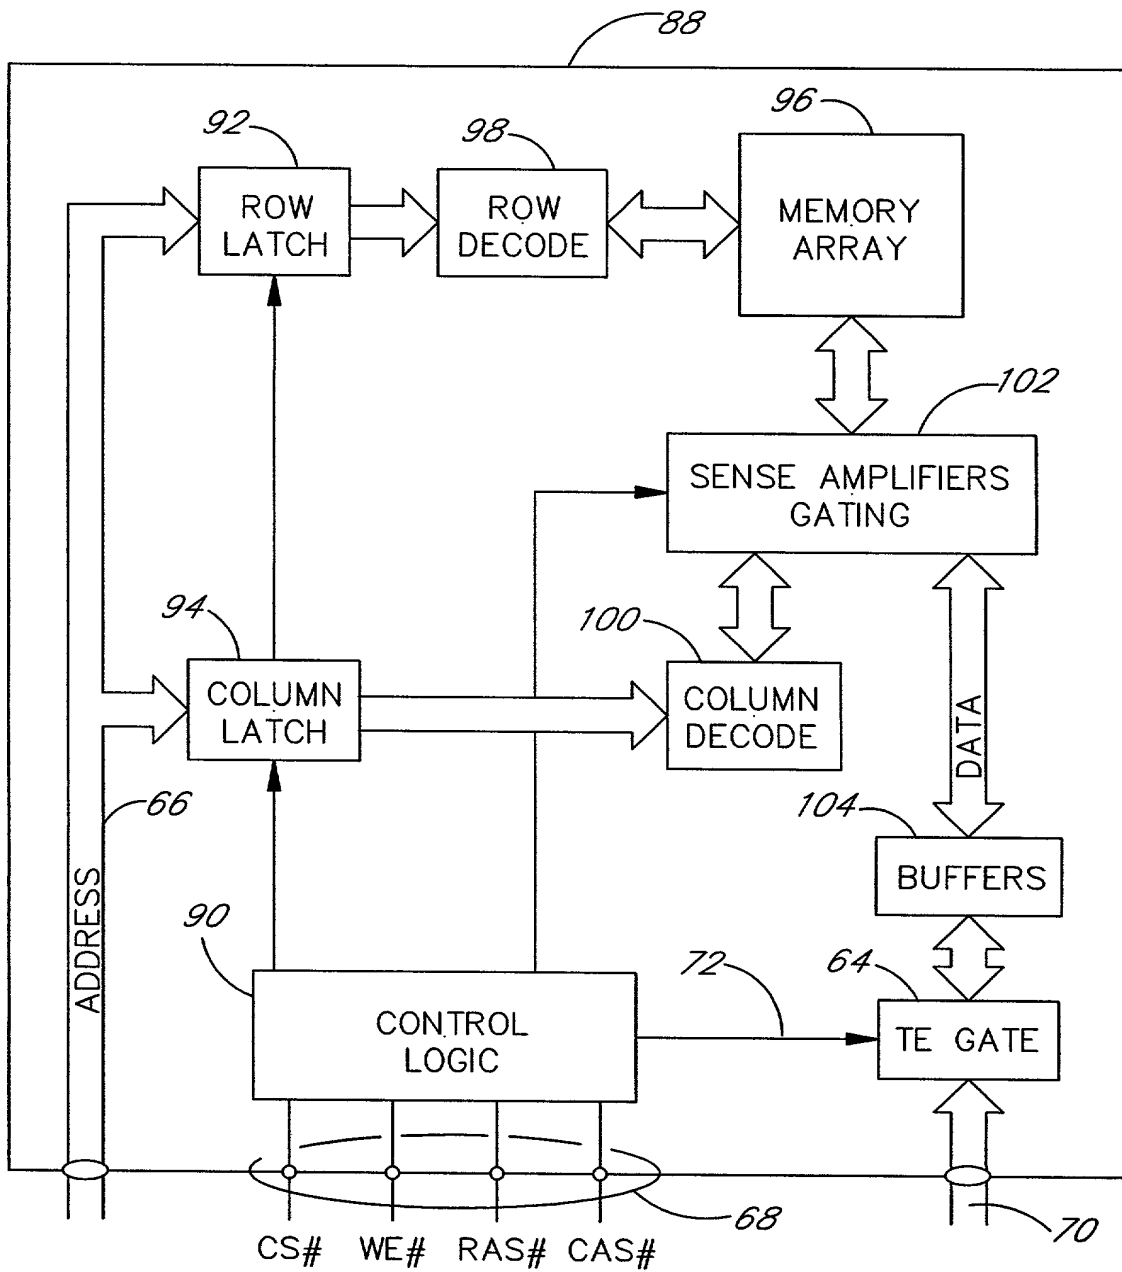 88
92
98
96
ROW
LATCH
ROW
DECODE
MEMORY
ARRAY
102
SENSE AMPLIFIERS
GATING
94
100
COLUMN
LATCH
COLUMN
DECODE
DATA
66
104
BUFFERS
ADDRESS
90
72
64
CONTROL
LOGIC
TE GATE
68
70
CS# WE# RAS# CAS#